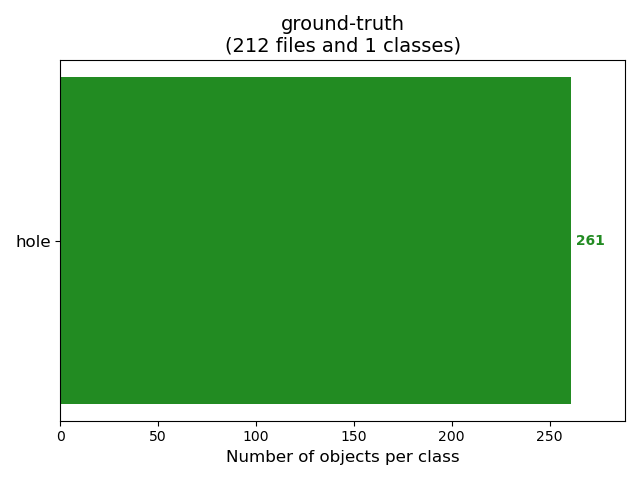 ground-truth
(212 files and 1 classes)
hole
261
0 50 100 150 200 250
Number of objects per class